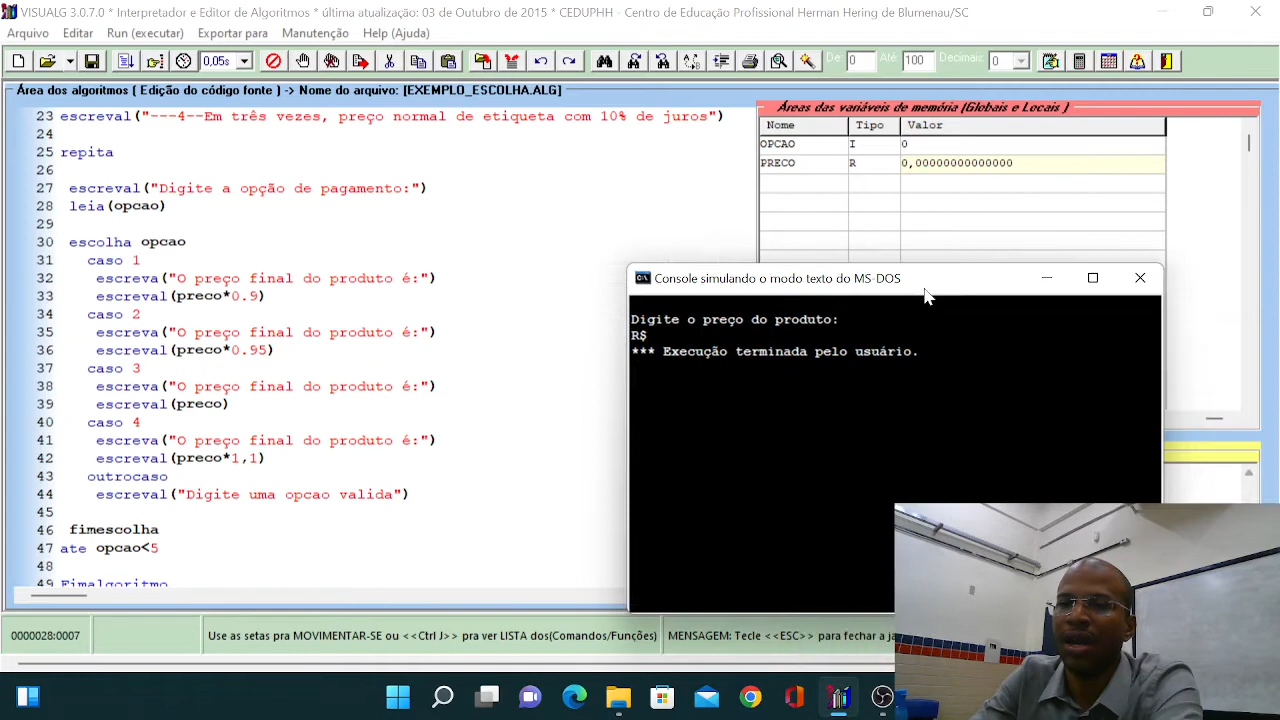 VISUALG 3.0.7.0 * Interpretador e Editor de Algoritmos * última atualização: 03 de Outubro de 2015 * CEDUPHH - Centro de Educação Profissional Herman Hering de Blumenau/SC
Arquivo Editar Run (executar) Exportar para Manutenção Help (Ajuda)
0,05s De: 0 Até: 100 Decimais: 0
Área dos algoritmos ( Edição do código fonte ) -> Nome do arquivo: [EXEMPLO_ESCOLHA.ALG]
23 escreval("---4--Em três vezes, preço normal de etiqueta com 10% de juros")
24
25 repita
26
27 escreval("Digite a opção de pagamento:")
28 leia(opcao)
29
30 escolha opcao
31 caso 1
32 escreva("O preço final do produto é:")
33 escreval(preco*0.9)
34 caso 2
35 escreva("O preço final do produto é:")
36 escreval(preco*0.95)
37 caso 3
38 escreva("O preço final do produto é:")
39 escreval(preco)
40 caso 4
41 escreva("O preço final do produto é:")
42 escreval(preco*1,1)
43 outrocaso
44 escreval("Digite uma opcao valida")
45
46 fimescolha
47 ate opcao<5
48
49 Fimalgoritmo
Áreas das variáveis de memória (Globais e Locais )
Nome Tipo Valor
OPCAO I 0
PRECO R 0,00000000000000
Console simulando o modo texto do MS-DOS
Digite o preço do produto:
R$
*** Execução terminada pelo usuário.
0000028:0007
Use as setas pra MOVIMENTAR-SE ou <<Ctrl J>> pra ver LISTA dos(Comandos/Funções)
MENSAGEM: Tecle <<ESC>> para fechar a ja